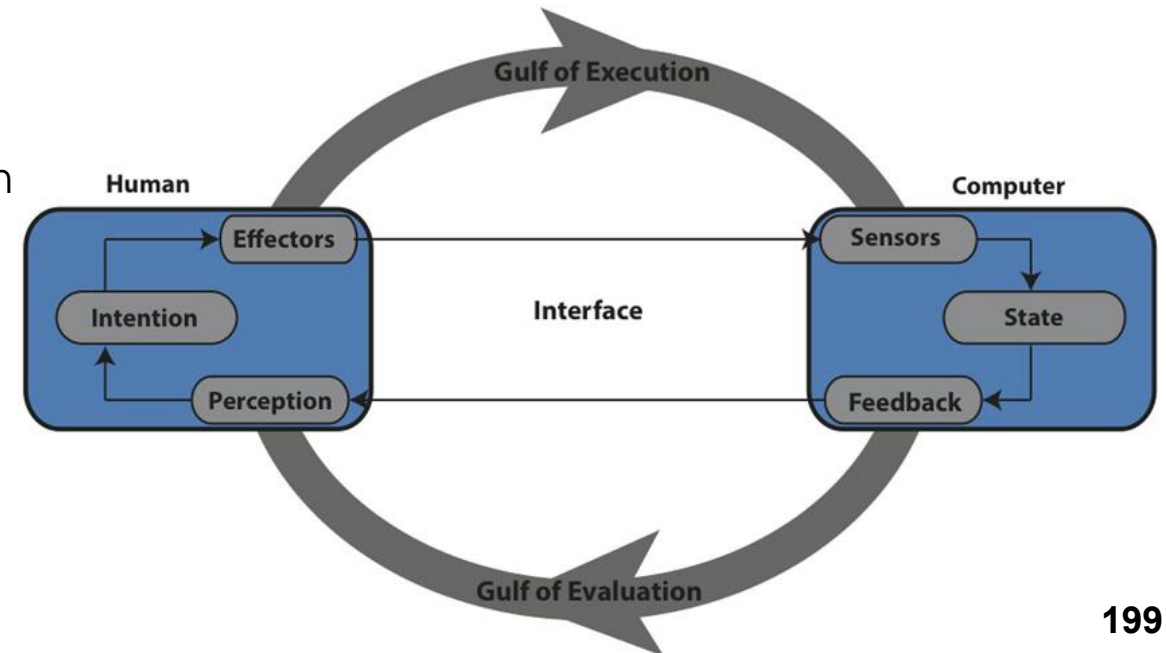 Gulf of Execution
n
Human
Computer
Effectors
Sensors
Intention
Interface
State
Perception
Feedback
Gulf of Evaluation
199